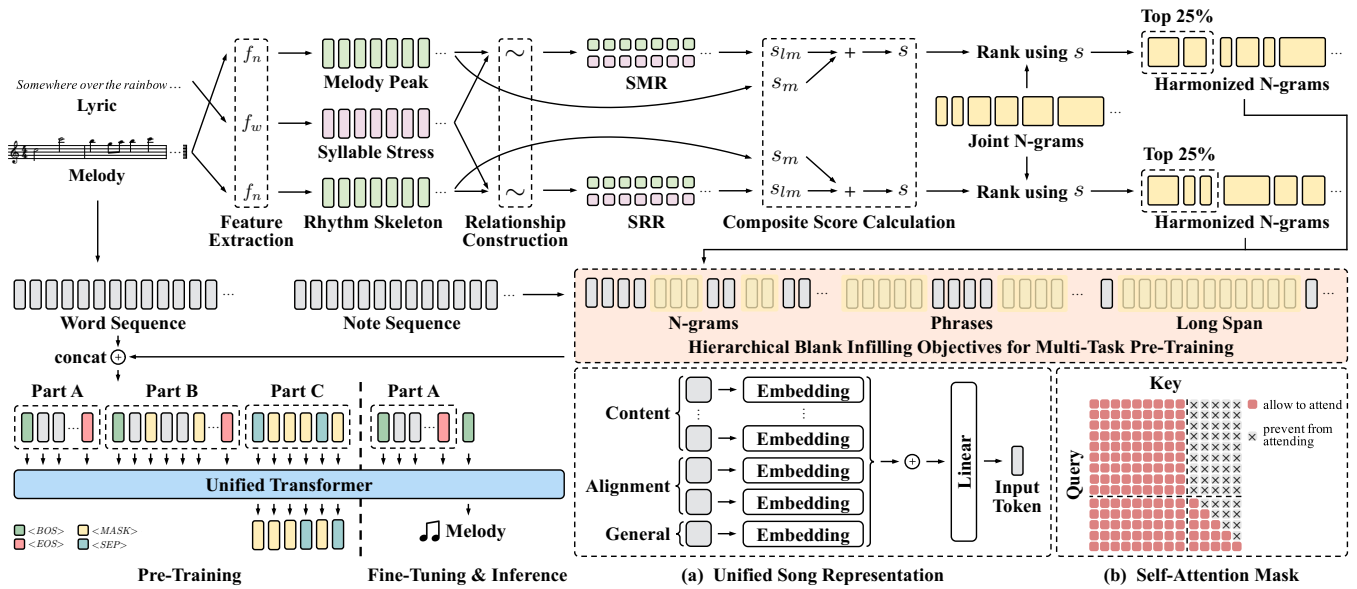 Somewhere over the rainbow ...
Lyric
Melody
f_n
f_w
f_n
Feature
Extraction
...
Melody Peak
...
Syllable Stress
...
Rhythm Skeleton
∼
∼
Relationship
Construction
...
SMR
...
SRR
s_{lm} + s
s_m
s_m
s_{lm} + s
Composite Score Calculation
Rank using s
...
Joint N-grams
Rank using s
Top 25%
...
Harmonized N-grams
Top 25%
...
Harmonized N-grams
...
Word Sequence
...
Note Sequence
... ... ...
N-grams Phrases Long Span
Hierarchical Blank Infilling Objectives for Multi-Task Pre-Training
concat +
Part A Part B Part C Part A
... ... ... ...
Unified Transformer
<BOS> <MASK>
<EOS> <SEP>
Melody
Pre-Training Fine-Tuning & Inference
Content
Embedding
Embedding
Alignment
Embedding
Embedding
General
Embedding
+
Linear
Input
Token
(a) Unified Song Representation
Key
Query
allow to attend
prevent from
attending
(b) Self-Attention Mask